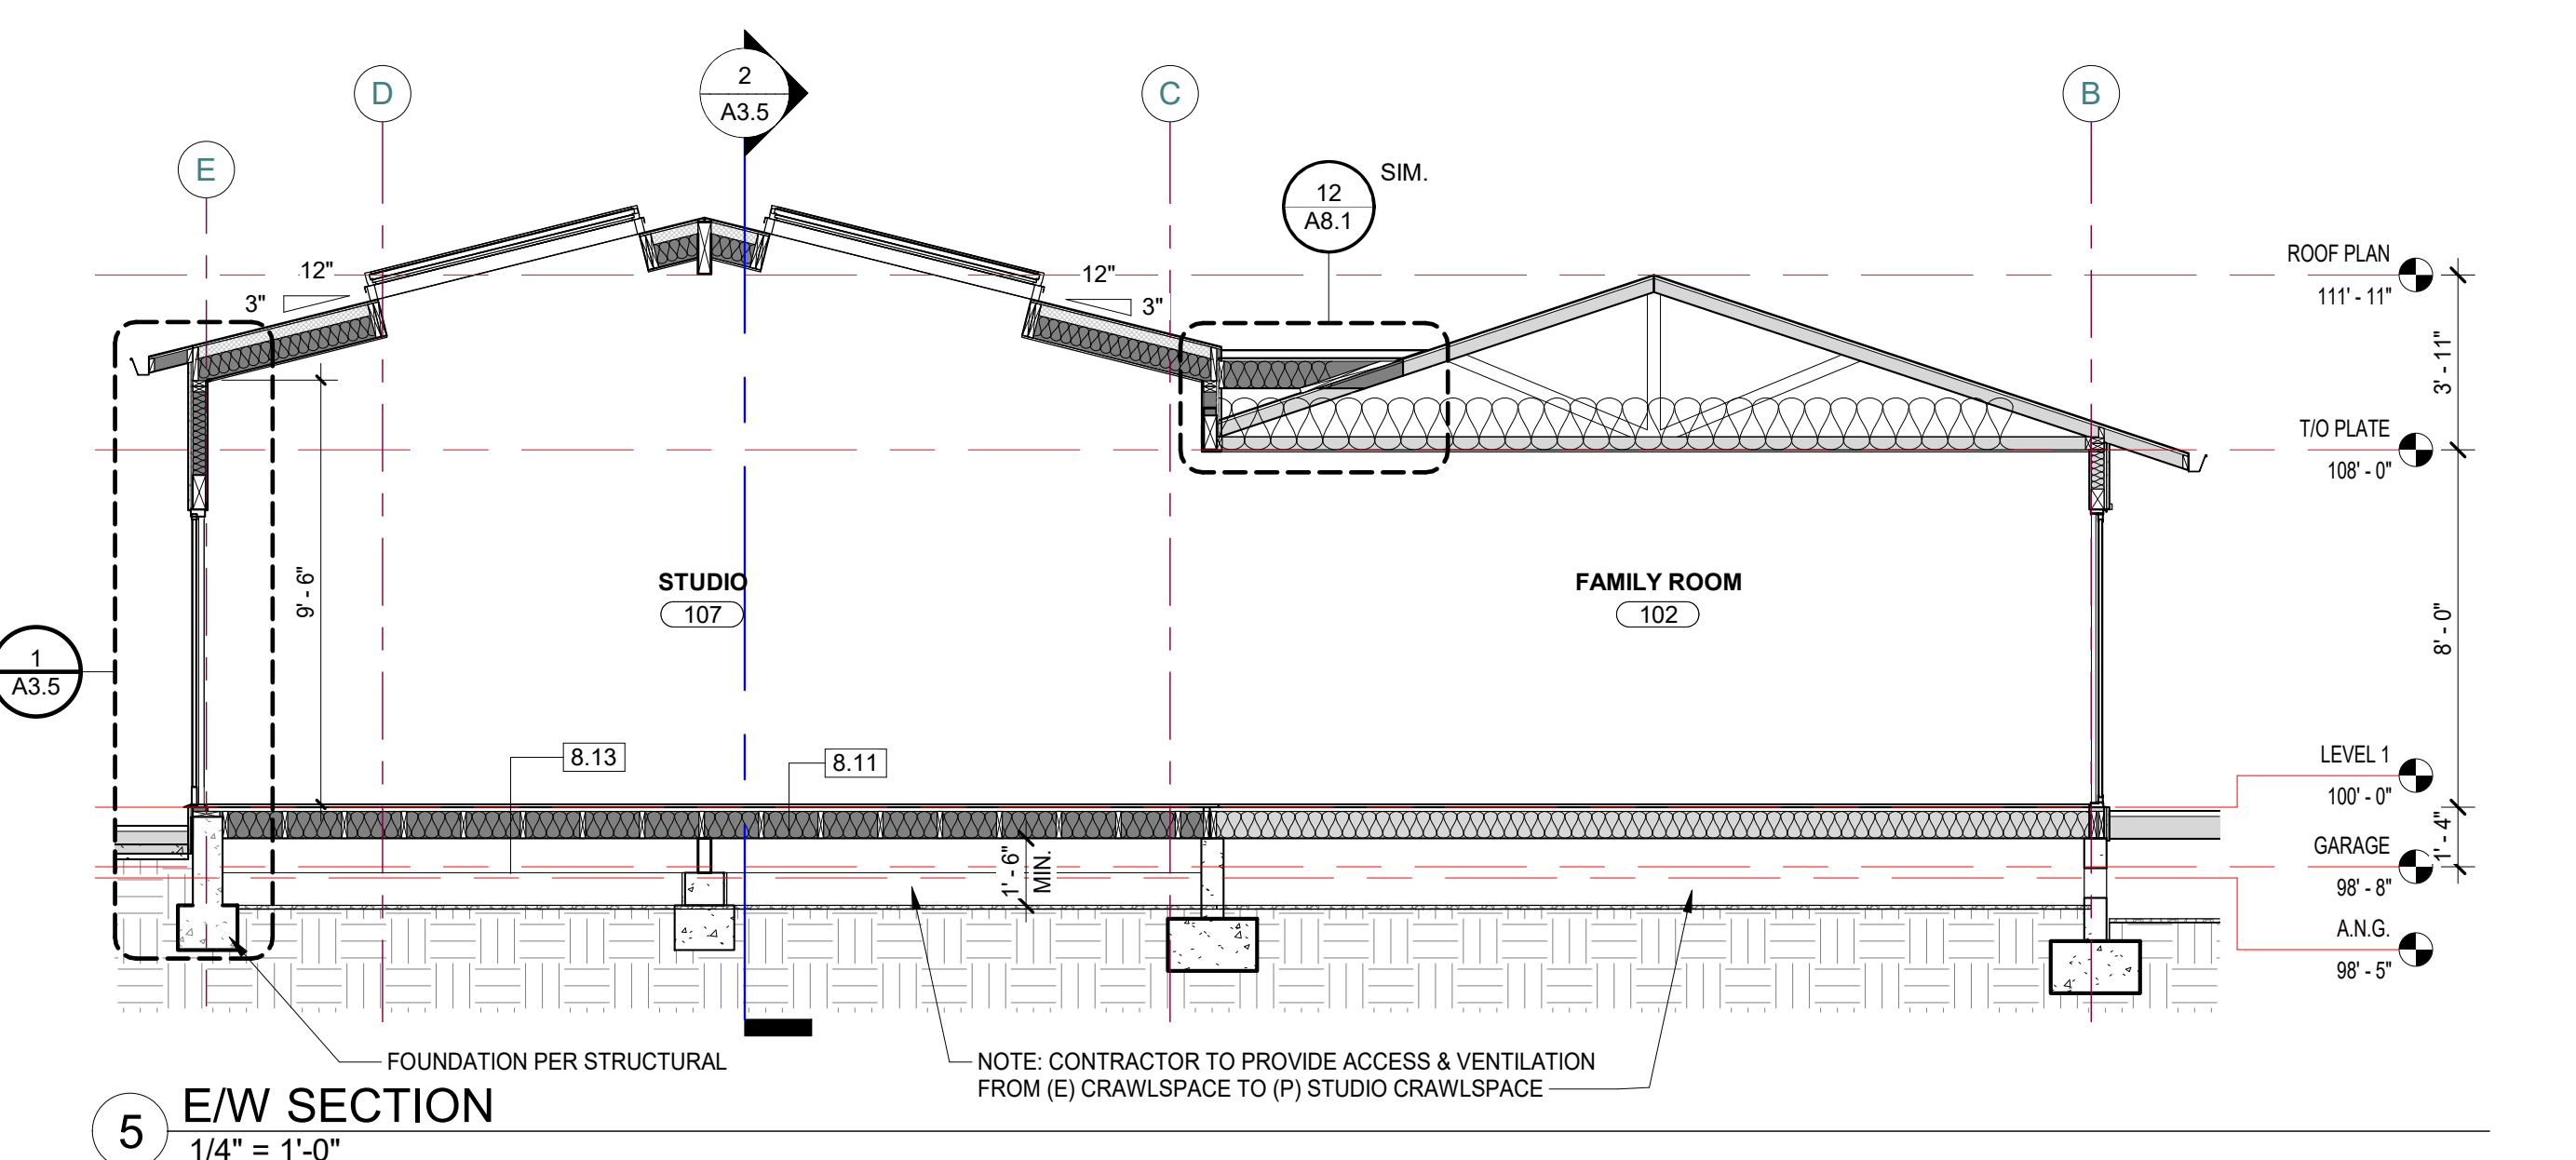 2
A3.5
D
C
B
E
12
A8.1
SIM.
ROOF PLAN
111' - 11"
12"
3"
12"
3"
3' - 11"
T/O PLATE
108' - 0"
9' - 6"
STUDIO
107
FAMILY ROOM
102
8' - 0"
1
A3.5
8.13
8.11
LEVEL 1
100' - 0"
1' - 4"
GARAGE
98' - 8"
1' - 6"
MIN.
A.N.G.
98' - 5"
FOUNDATION PER STRUCTURAL
NOTE: CONTRACTOR TO PROVIDE ACCESS & VENTILATION
FROM (E) CRAWLSPACE TO (P) STUDIO CRAWLSPACE
5
E/W SECTION
1/4" = 1'-0"